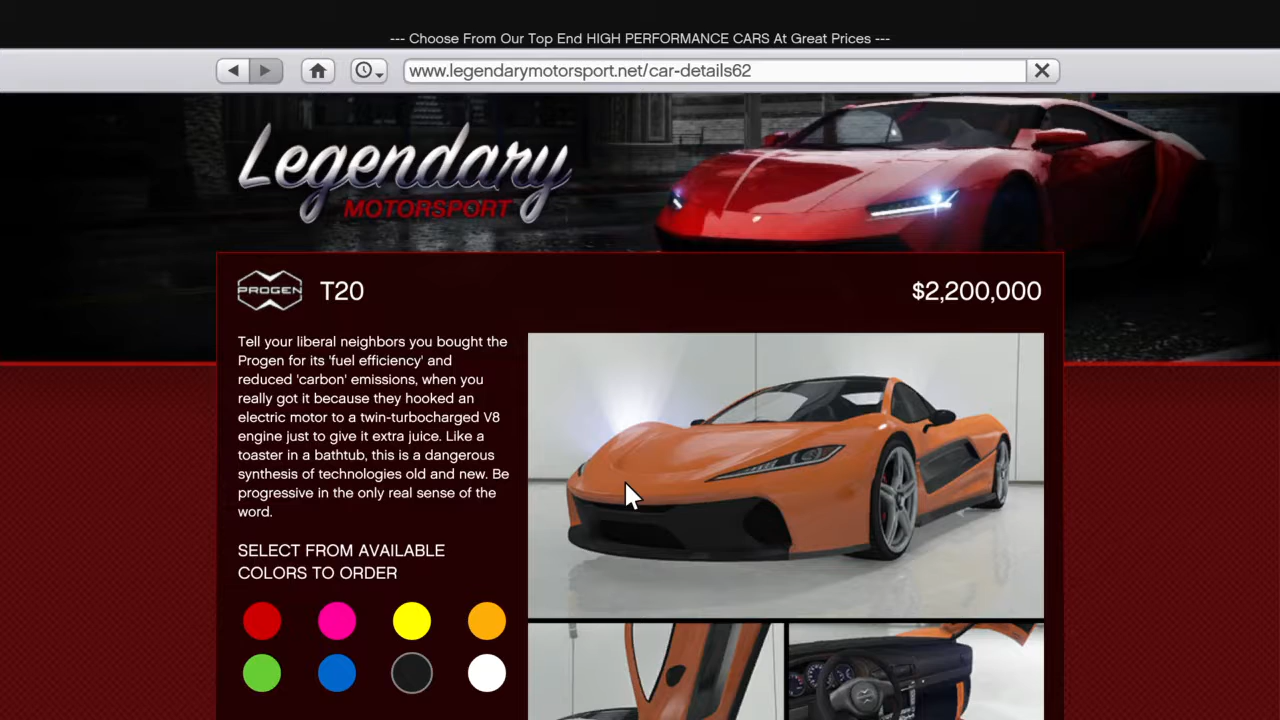 --- Choose From Our Top End HIGH PERFORMANCE CARS At Great Prices ---
www.legendarymotorsport.net/car-details62
Legendary
MOTORSPORT
PROGEN
T20
$2,200,000
Tell your liberal neighbors you bought the
Progen for its 'fuel efficiency' and
reduced 'carbon' emissions, when you
really got it because they hooked an
electric motor to a twin-turbocharged V8
engine just to give it extra juice. Like a
toaster in a bathtub, this is a dangerous
synthesis of technologies old and new. Be
progressive in the only real sense of the
word.
SELECT FROM AVAILABLE
COLORS TO ORDER